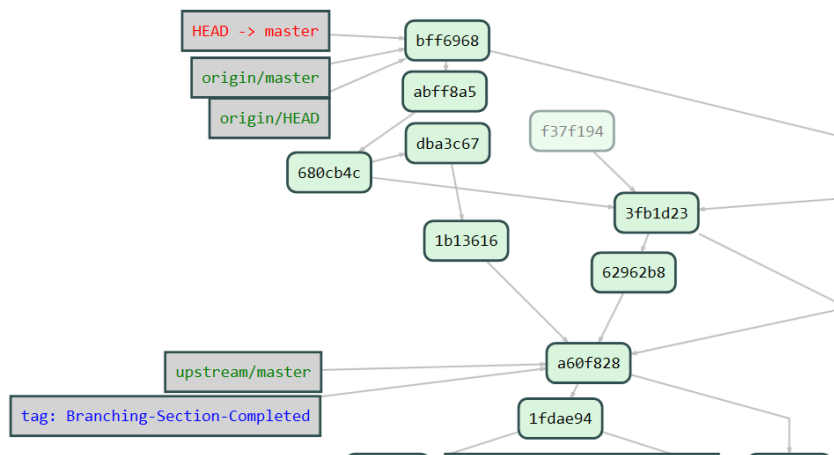 HEAD -> master
bff6968
origin/master
abff8a5
origin/HEAD
dba3c67
f37f194
680cb4c
3fb1d23
1b13616
62962b8
upstream/master
a60f828
tag: Branching-Section-Completed
1fdae94